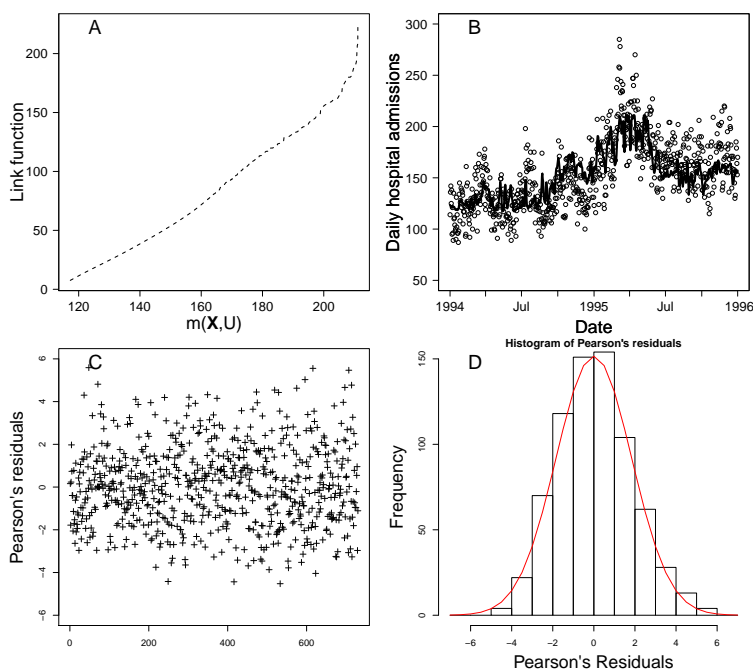 A
Link function
0
50
100
150
200
120
140
160
180
200
m(X,U)
B
Daily hospital admissions
50
100
150
200
250
300
1994
Jul
1995
Jul
1996
Date
C
Pearson's residuals
−6
−4
−2
0
2
4
6
0
200
400
600
Histogram of Pearson's residuals
D
Frequency
0
50
100
150
−6
−4
−2
0
2
4
6
Pearson's Residuals